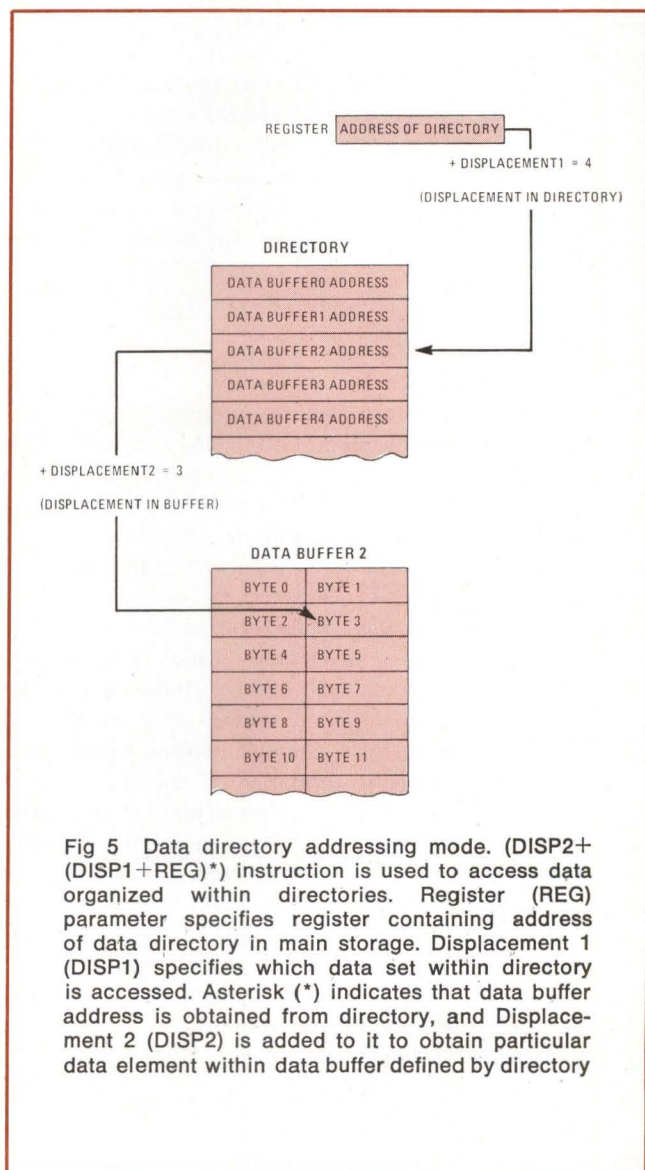 REGISTER ADDRESS OF DIRECTORY
+ DISPLACEMENT1 = 4
(DISPLACEMENT IN DIRECTORY)
DIRECTORY
DATA BUFFER0 ADDRESS
DATA BUFFER1 ADDRESS
DATA BUFFER2 ADDRESS
DATA BUFFER3 ADDRESS
DATA BUFFER4 ADDRESS
+ DISPLACEMENT2 = 3
(DISPLACEMENT IN BUFFER)
DATA BUFFER 2
BYTE 0 BYTE 1
BYTE 2 BYTE 3
BYTE 4 BYTE 5
BYTE 6 BYTE 7
BYTE 8 BYTE 9
BYTE 10 BYTE 11
Fig 5 Data directory addressing mode. (DISP2+
(DISP1+REG)*) instruction is used to access data
organized within directories. Register (REG)
parameter specifies register containing address
of data directory in main storage. Displacement 1
(DISP1) specifies which data set within directory
is accessed. Asterisk (*) indicates that data buffer
address is obtained from directory, and Displace-
ment 2 (DISP2) is added to it to obtain particular
data element within data buffer defined by directory